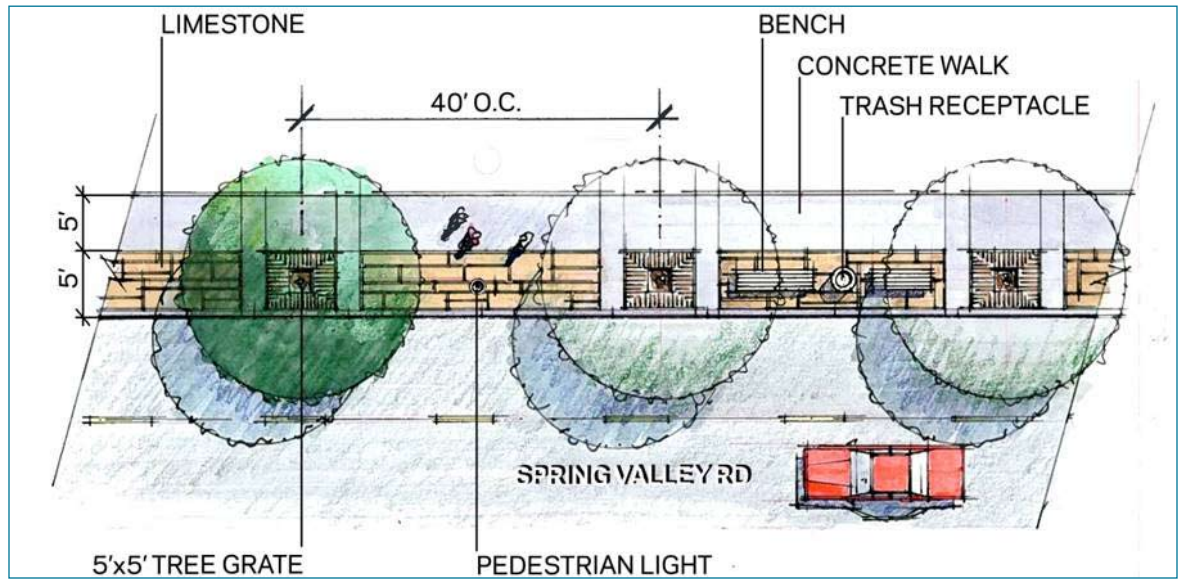 LIMESTONE
BENCH
CONCRETE WALK
40' O.C.
TRASH RECEPTACLE
5'
5'
SPRING VALLEY RD
5'x5' TREE GRATE
PEDESTRIAN LIGHT